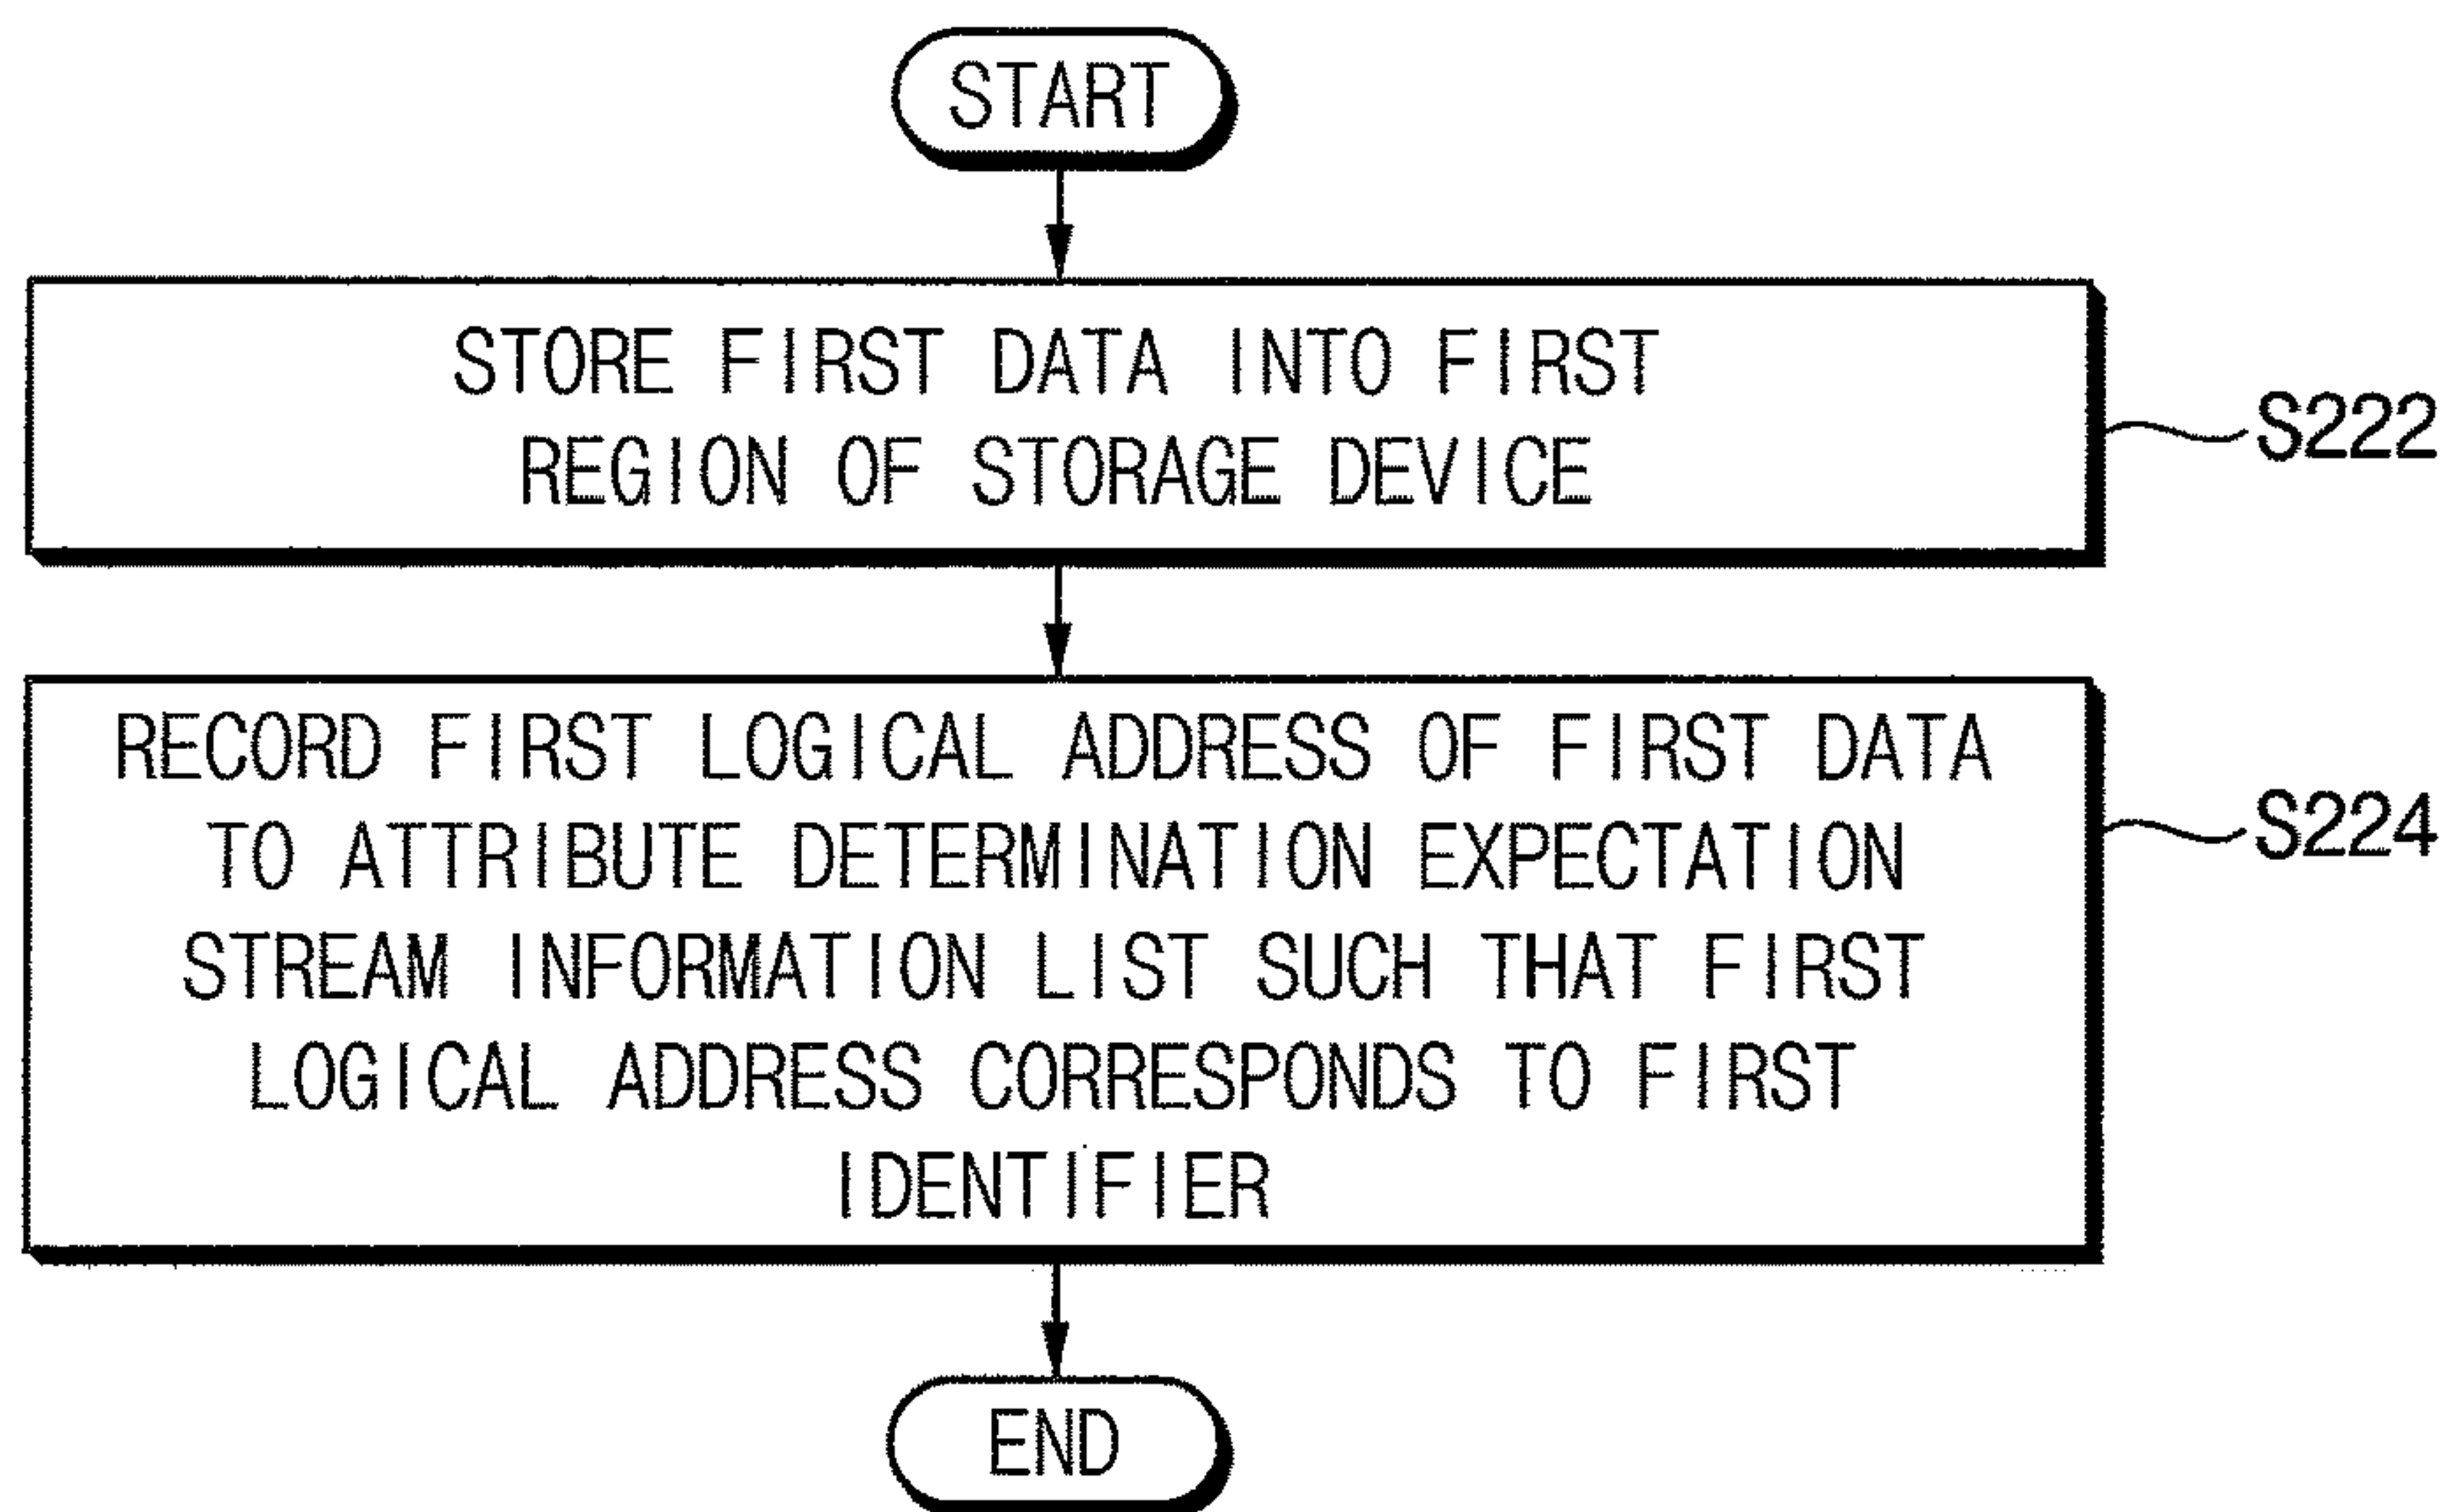 START
STORE FIRST DATA INTO FIRST
REGION OF STORAGE DEVICE
S222
RECORD FIRST LOGICAL ADDRESS OF FIRST DATA
TO ATTRIBUTE DETERMINATION EXPECTATION
STREAM INFORMATION LIST SUCH THAT FIRST
LOGICAL ADDRESS CORRESPONDS TO FIRST
IDENTIFIER
S224
END